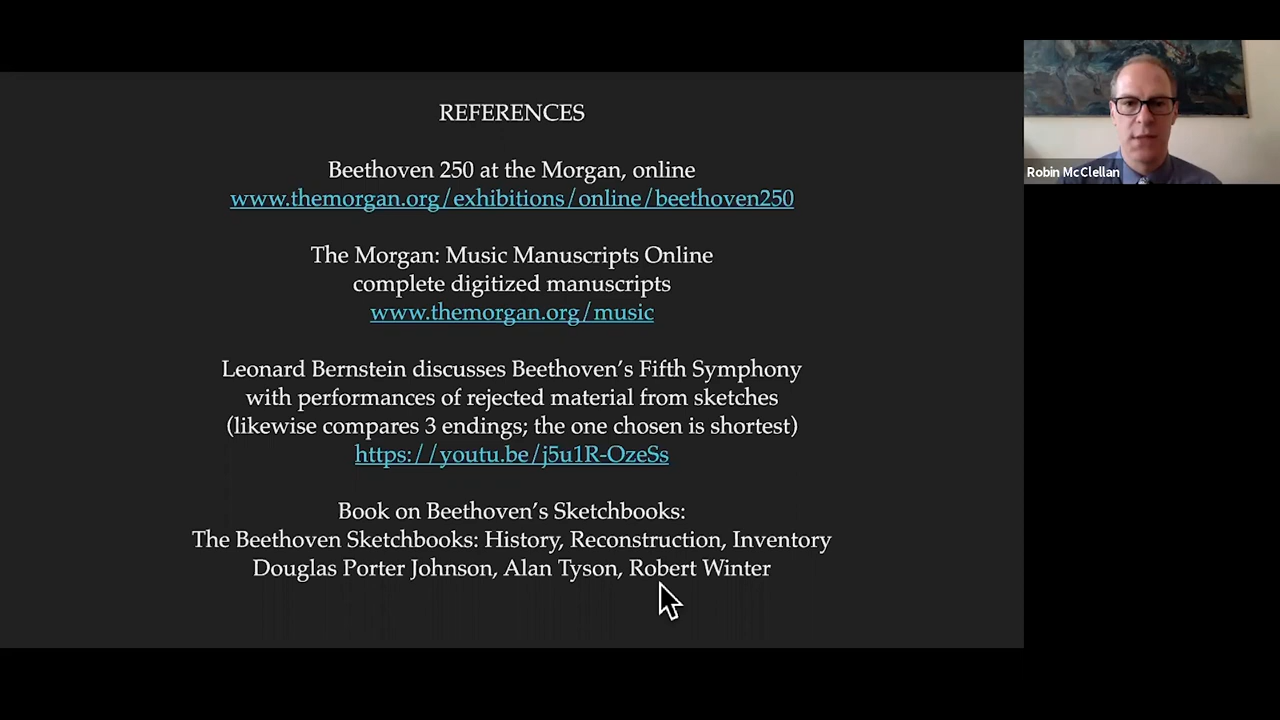 REFERENCES
Beethoven 250 at the Morgan, online
www.themorgan.org/exhibitions/online/beethoven250
The Morgan: Music Manuscripts Online
complete digitized manuscripts
www.themorgan.org/music
Leonard Bernstein discusses Beethoven’s Fifth Symphony
with performances of rejected material from sketches
(likewise compares 3 endings; the one chosen is shortest)
https://youtu.be/j5u1R-OzeSs
Book on Beethoven’s Sketchbooks:
The Beethoven Sketchbooks: History, Reconstruction, Inventory
Douglas Porter Johnson, Alan Tyson, Robert Winter
Robin McClellan